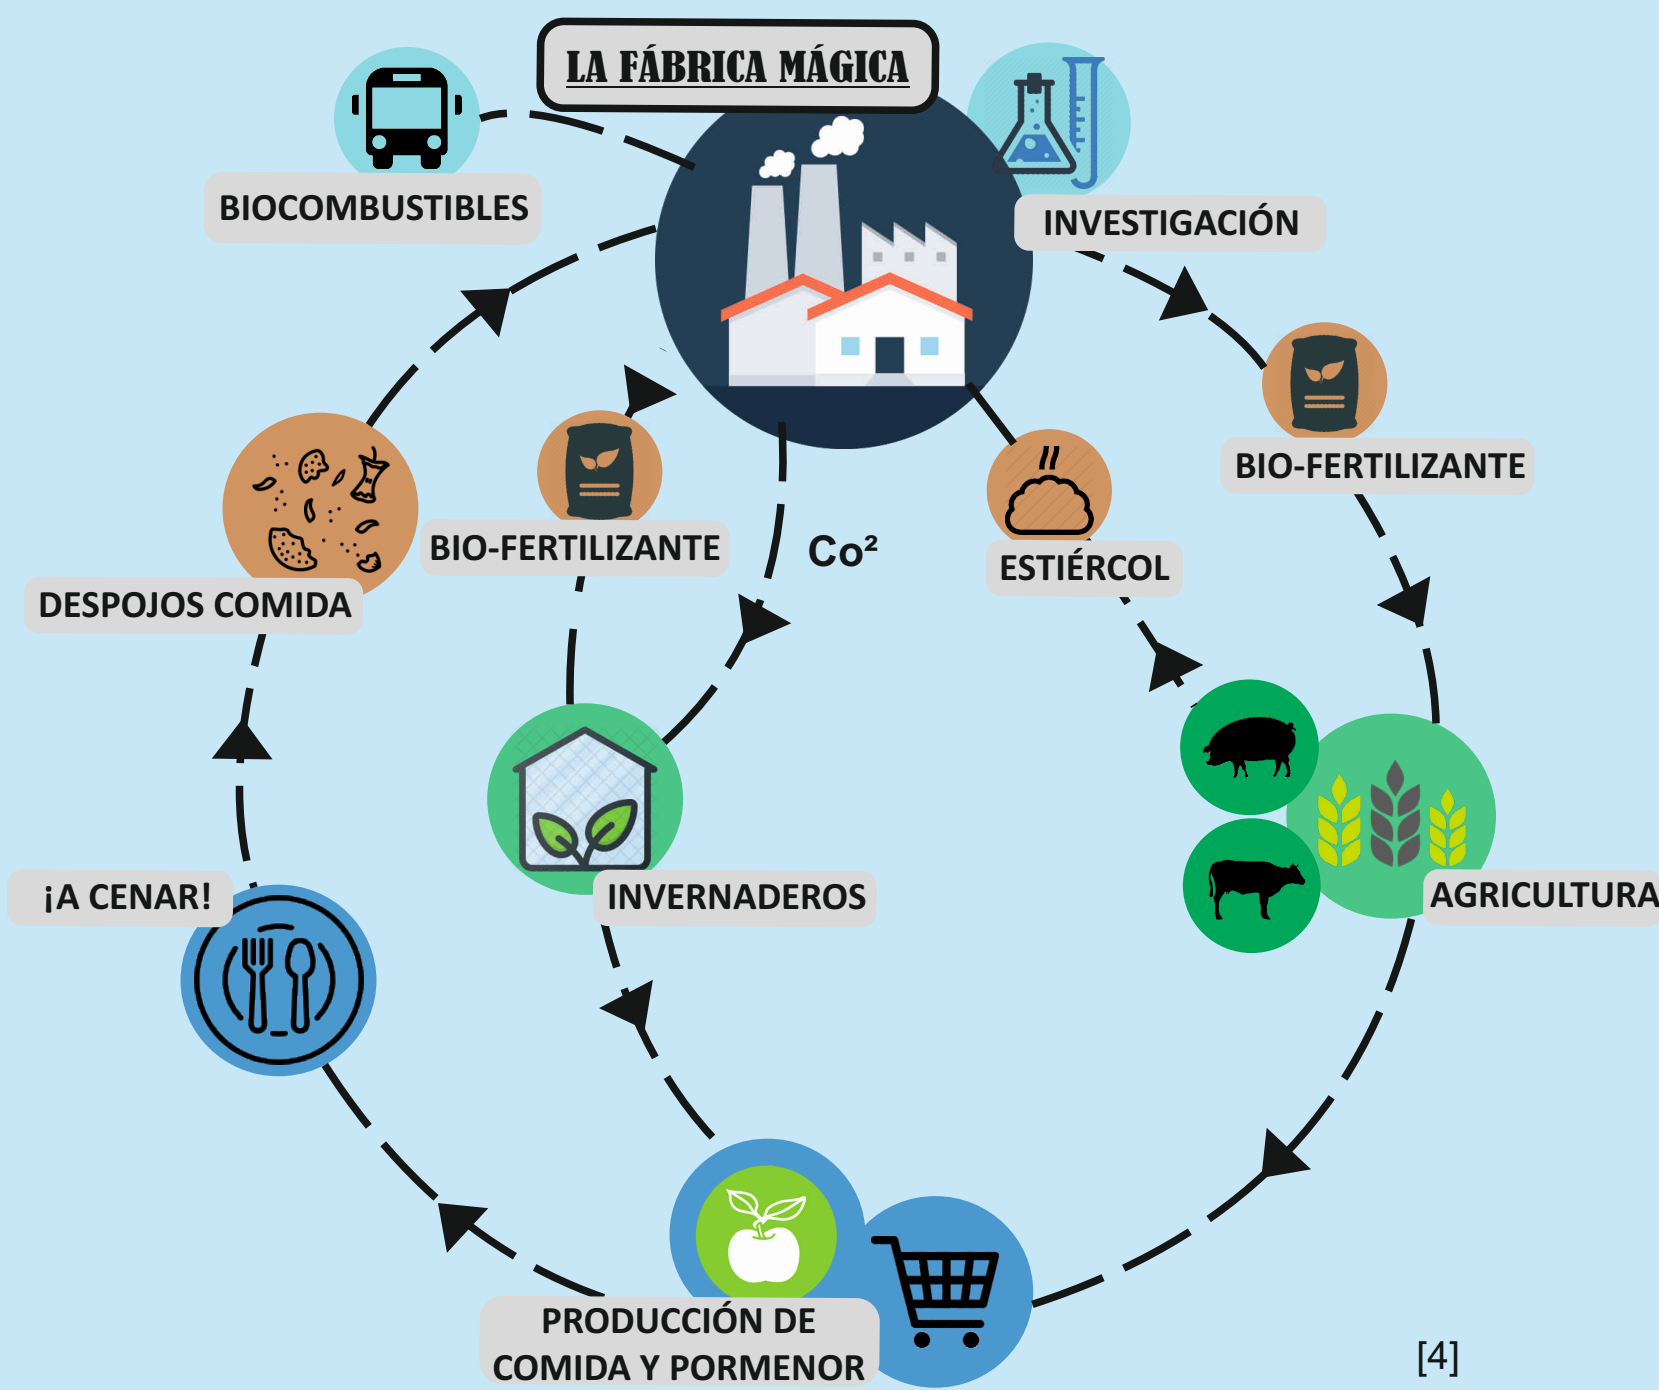 LA FÁBRICA MÁGICA
BIOCOMBUSTIBLES
INVESTIGACIÓN
BIO-FERTILIZANTE
BIO-FERTILIZANTE
Co²
ESTIÉRCOL
DESPOJOS COMIDA
¡A CENAR!
INVERNADEROS
AGRICULTURA
PRODUCCIÓN DE
COMIDA Y PORMENOR
[4]